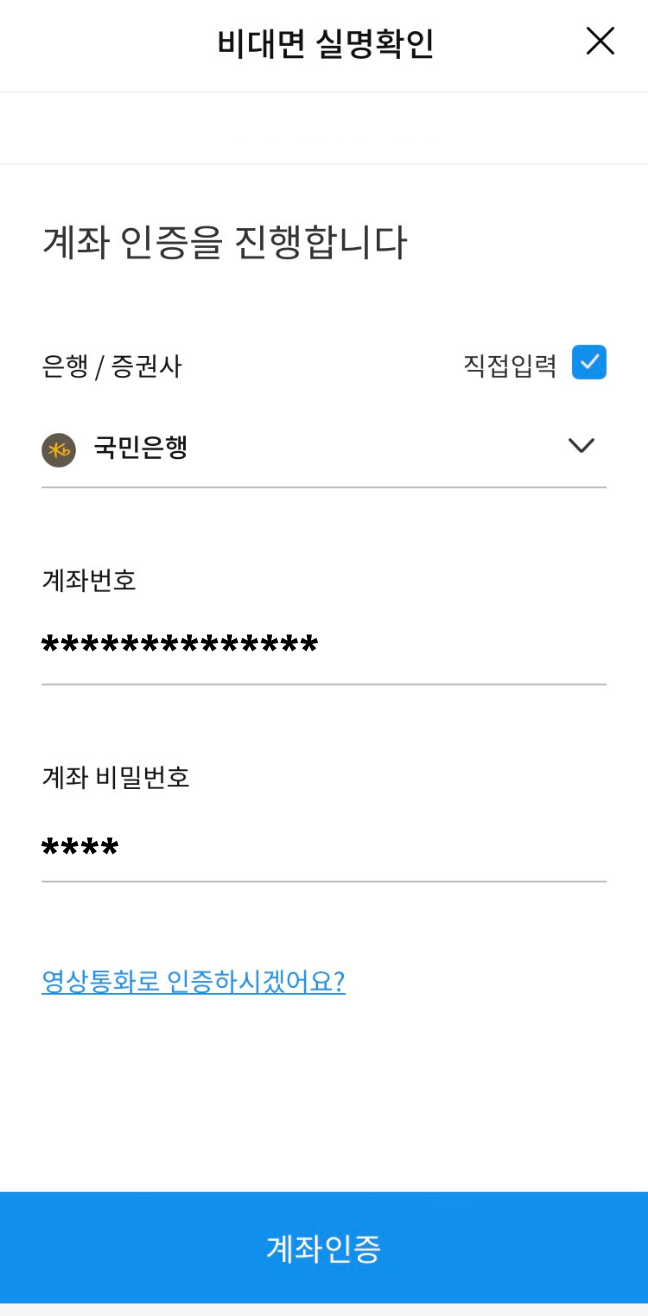 비대면 실명확인
계좌 인증을 진행합니다
은행 / 증권사 직접입력
국민은행
계좌번호
**************
계좌 비밀번호
****
영상통화로 인증하시겠어요?
계좌인증